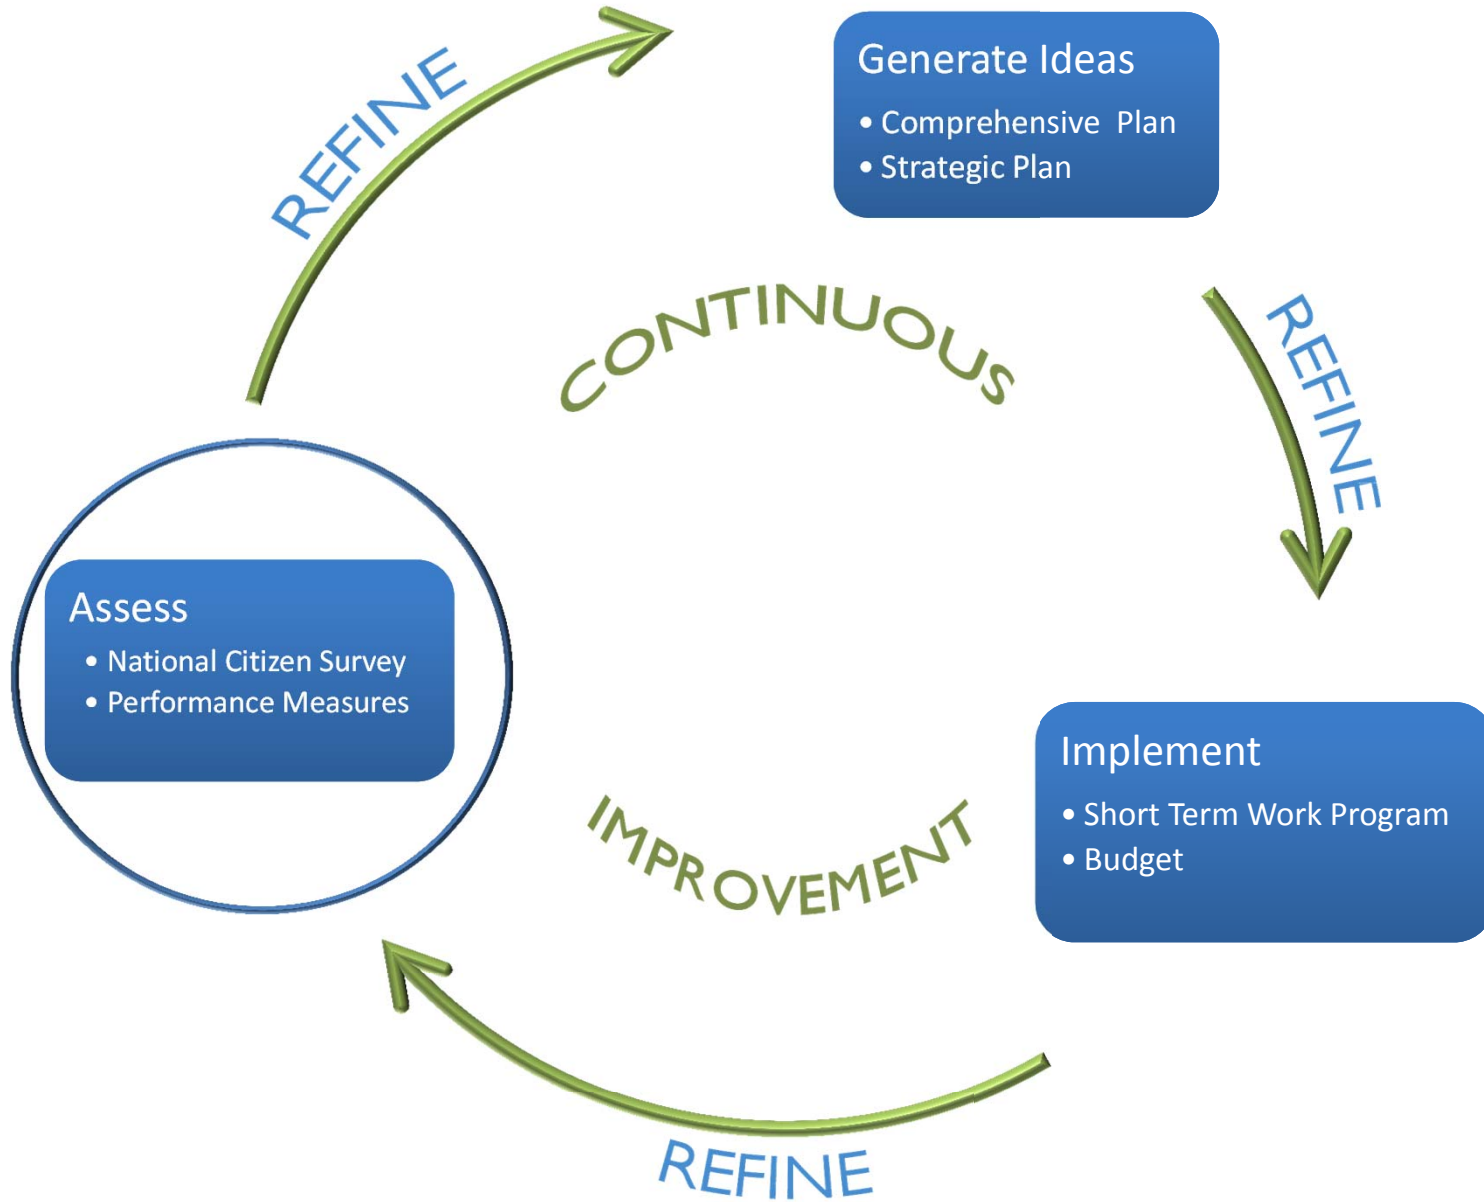 REFINE
Generate Ideas
• Comprehensive Plan
• Strategic Plan
CONTINUOUS
REFINE
Assess
• National Citizen Survey
• Performance Measures
Implement
• Short Term Work Program
• Budget
IMPROVEMENT
REFINE